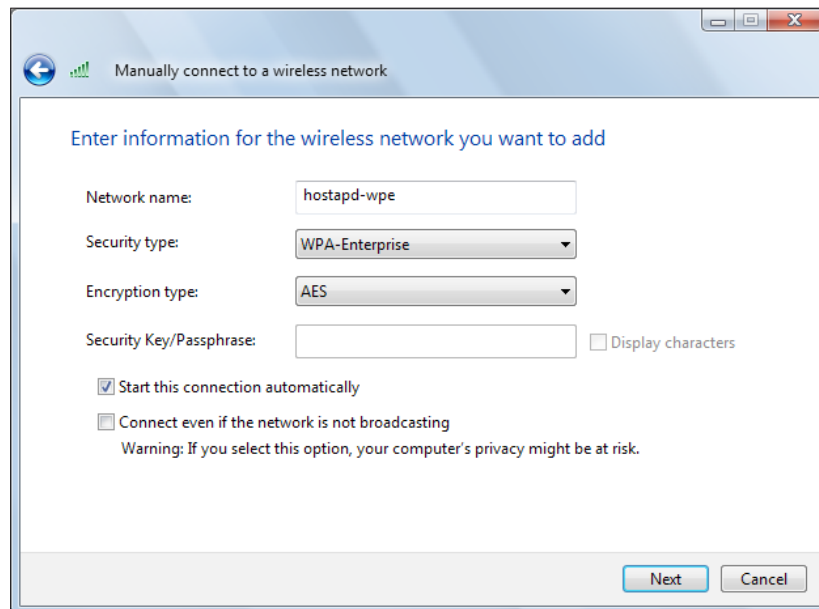 Manually connect to a wireless network
Enter information for the wireless network you want to add
Network name: hostapd-wpe
Security type: WPA-Enterprise
Encryption type: AES
Security Key/Passphrase: Display characters
Start this connection automatically
Connect even if the network is not broadcasting
Warning: If you select this option, your computer's privacy might be at risk.
Next Cancel